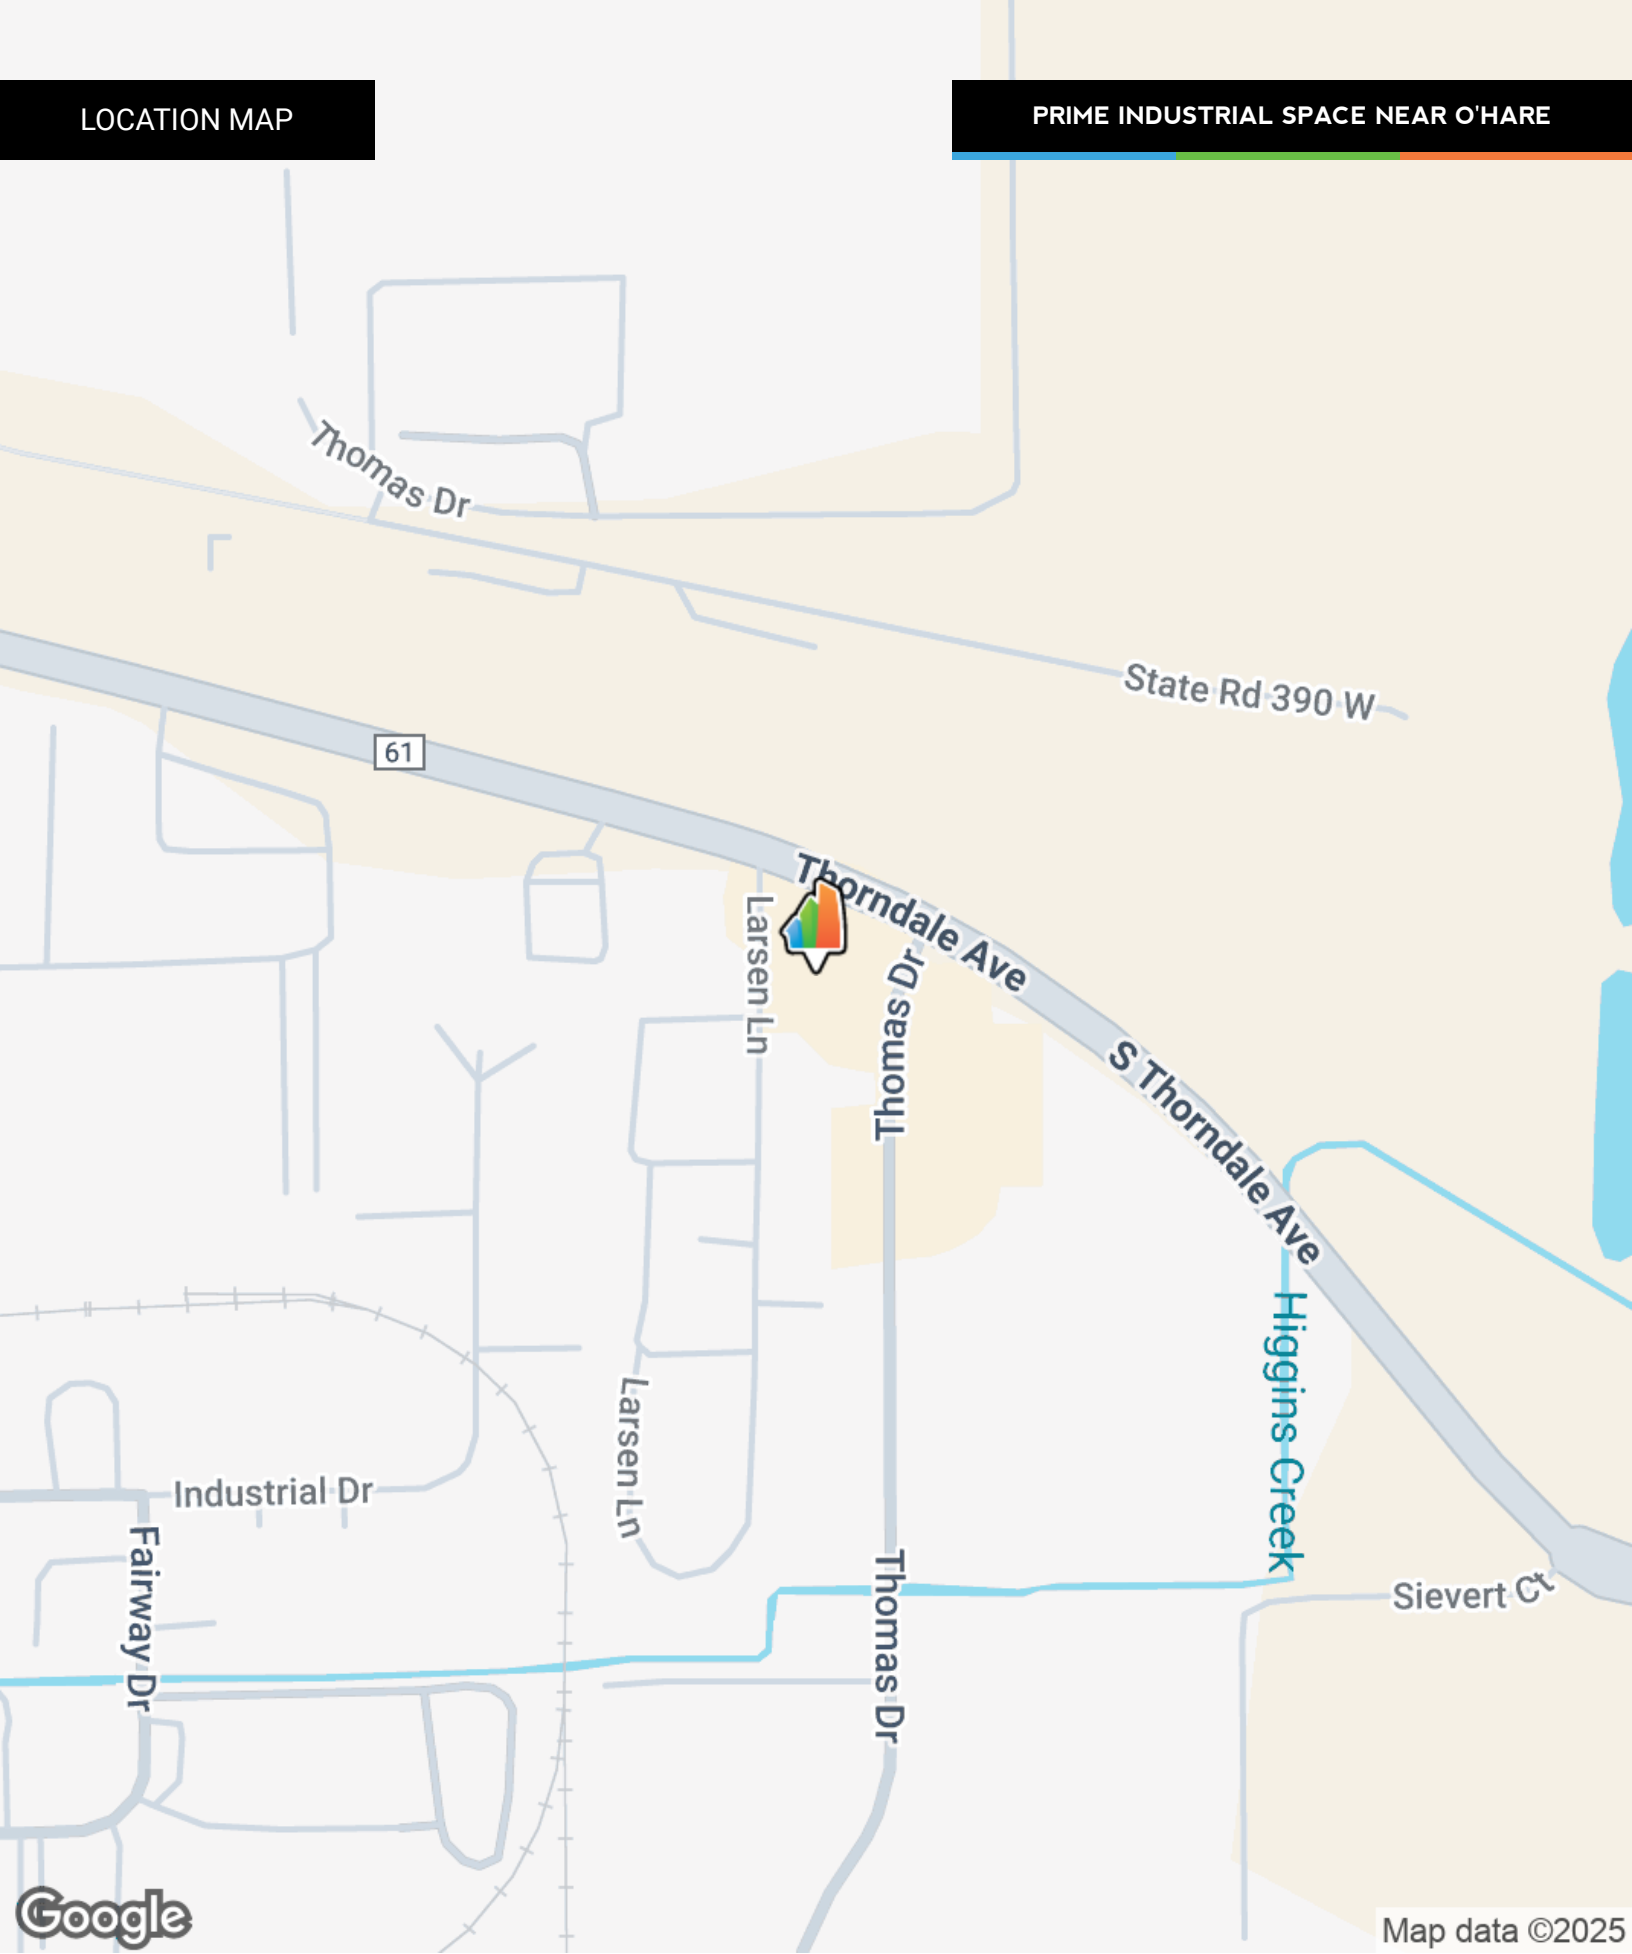 LOCATION MAP
PRIME INDUSTRIAL SPACE NEAR O'HARE
Thomas Dr
State Rd 390 W
61
Thorndale Ave
Larsen Ln
Thomas Dr
S Thorndale Ave
Higgins Creek
Larsen Ln
Industrial Dr
Fairway Dr
Thomas Dr
Sievert Ct
Google
Map data ©2025